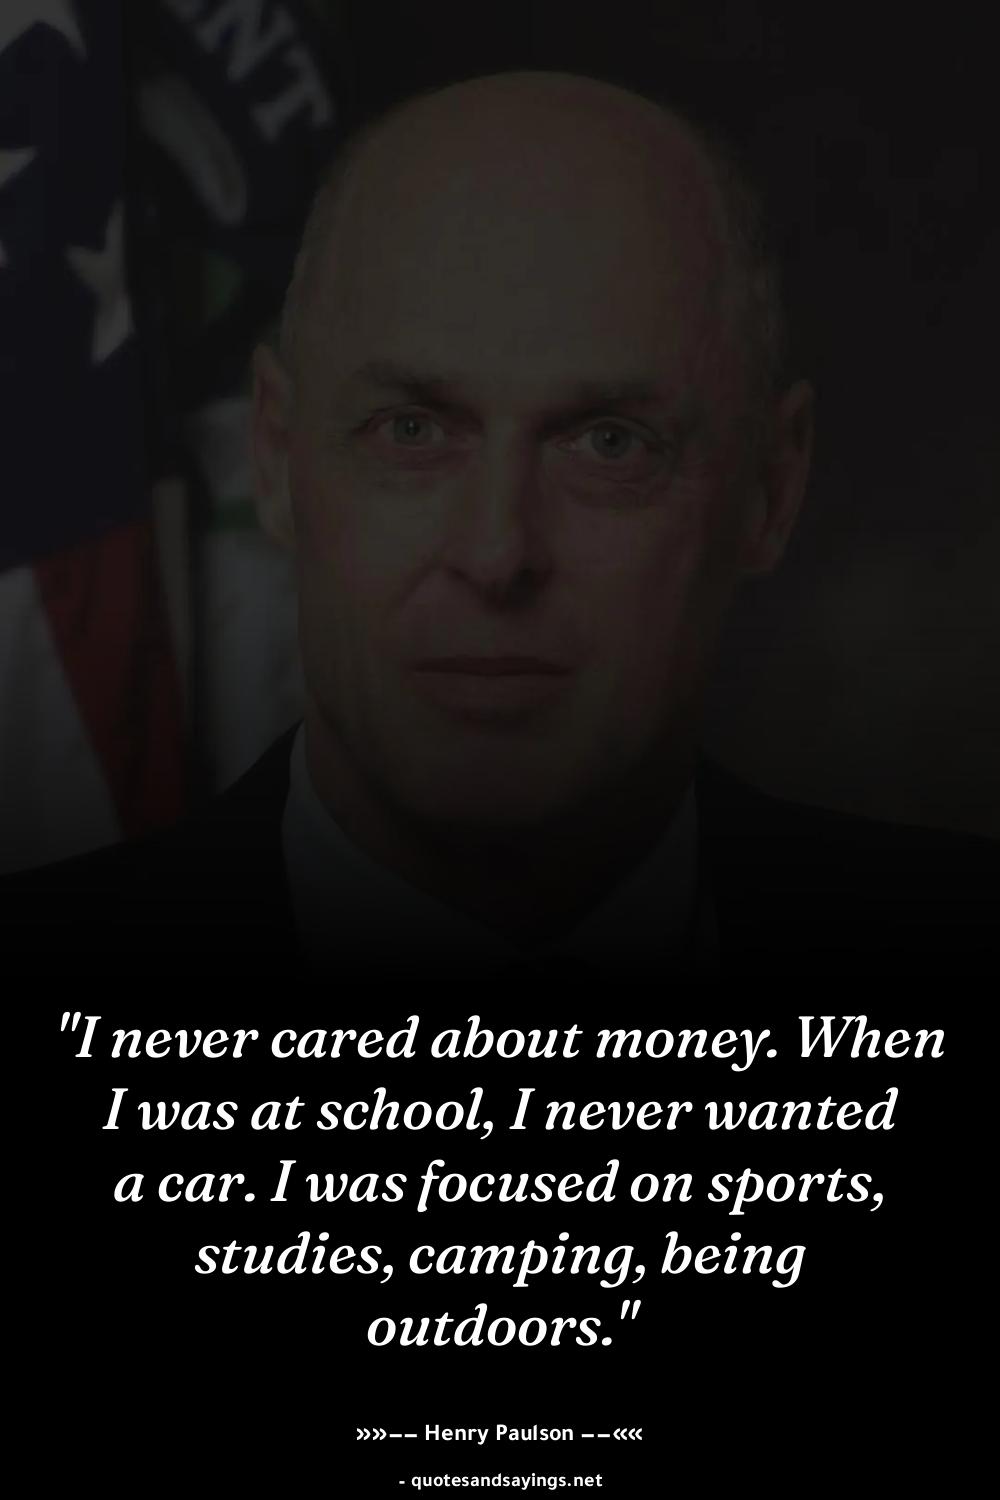 ENT
"I never cared about money. When
I was at school, I never wanted
a car. I was focused on sports,
studies, camping, being
outdoors."
»»−− Henry Paulson −−««
- quotesandsayings.net